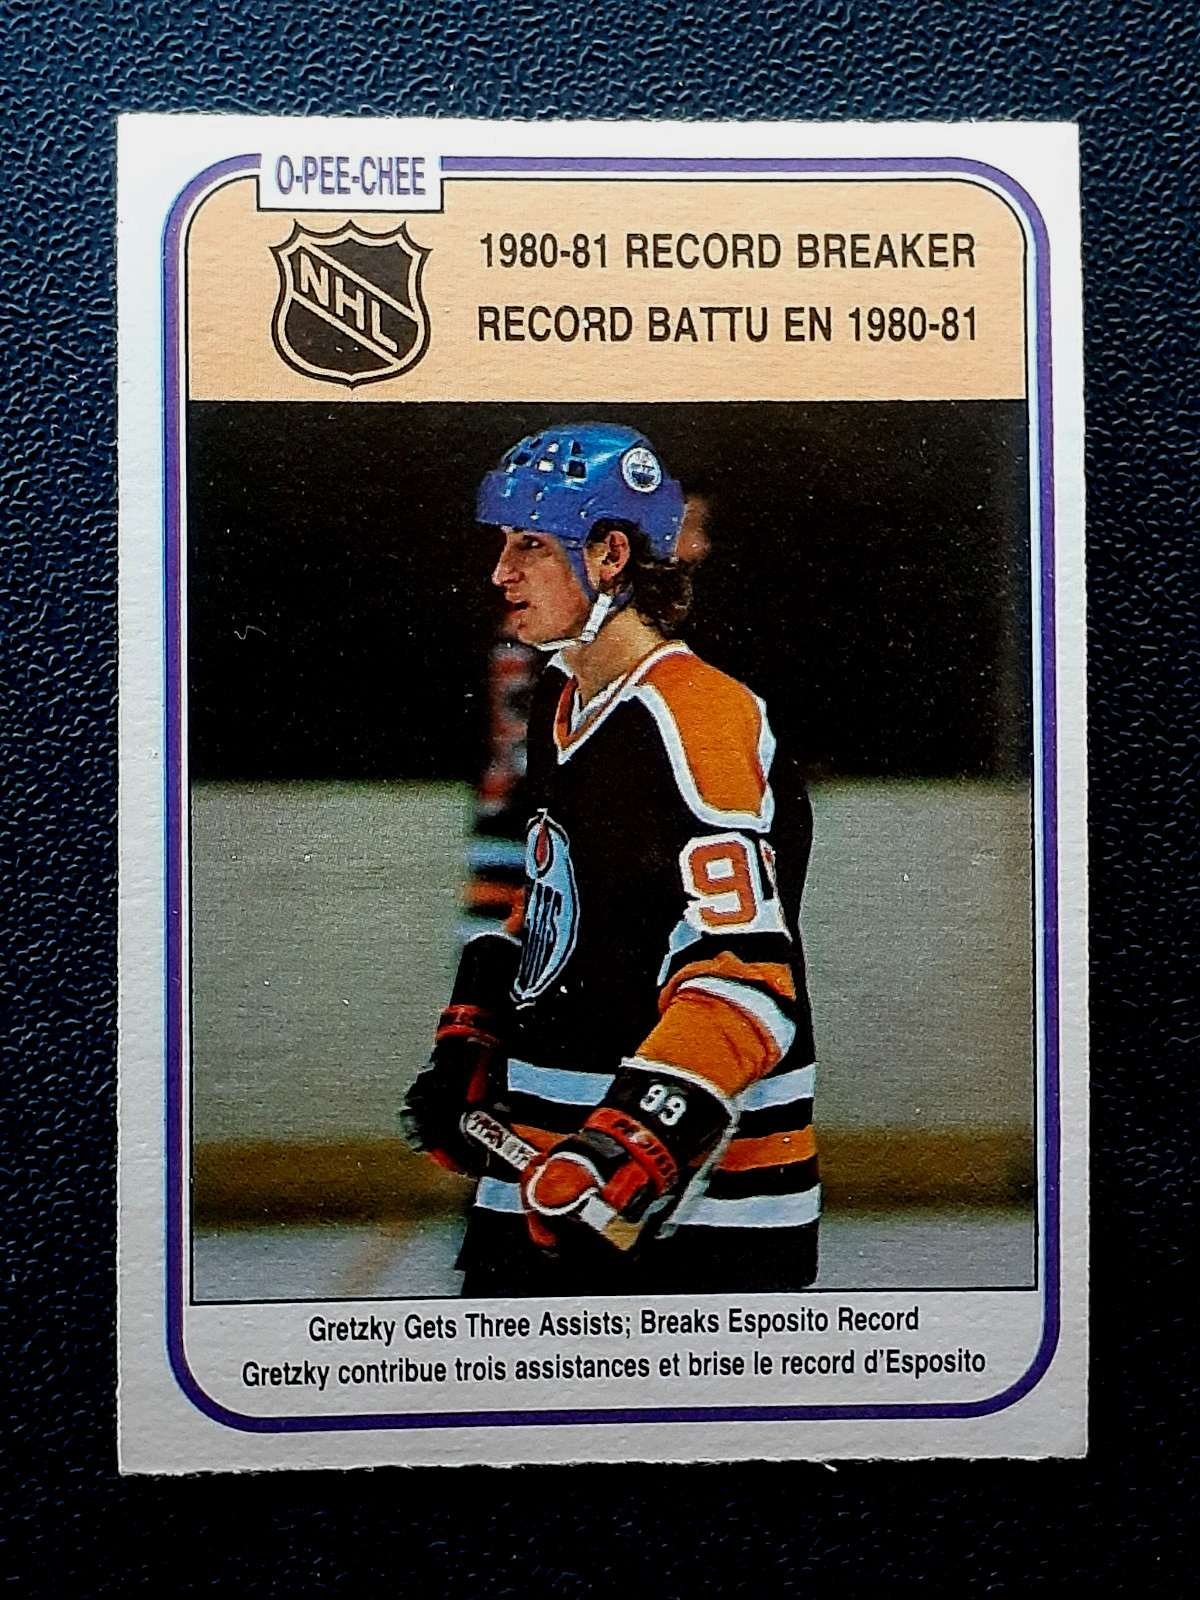 O-PEE-CHEE
NHL
1980-81 RECORD BREAKER
RECORD BATTU EN 1980-81
9
99
Gretzky Gets Three Assists; Breaks Esposito Record
Gretzky contribue trois assistances et brise le record d'Esposito